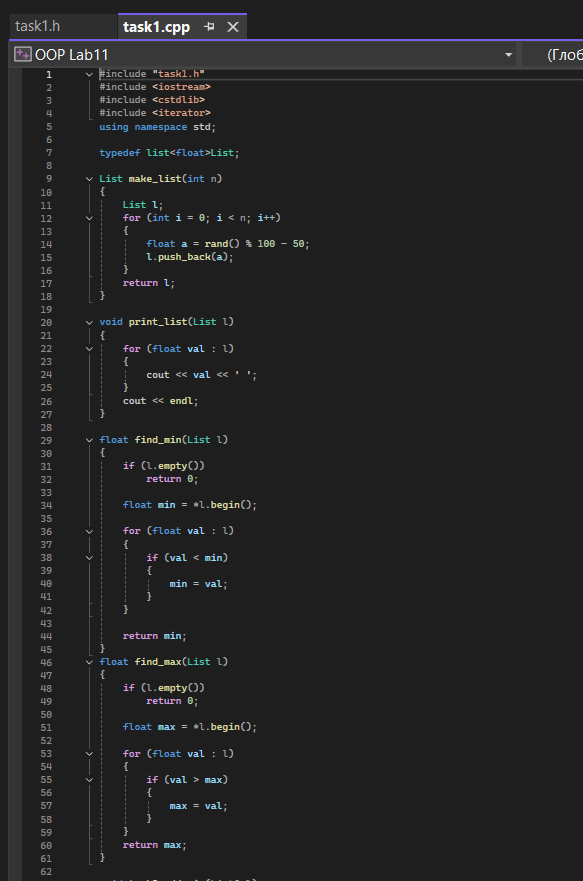 task1.h
task1.cpp
OOP Lab11
(Глоб
1 #include "task1.h"
2 #include <iostream>
3 #include <cstdlib>
4 #include <iterator>
5 using namespace std;
6
7 typedef list<float>List;
8
9 List make_list(int n)
10 {
11 List l;
12 for (int i = 0; i < n; i++)
13 {
14 float a = rand() % 100 - 50;
15 l.push_back(a);
16 }
17 return l;
18 }
19
20 void print_list(List l)
21 {
22 for (float val : l)
23 {
24 cout << val << ' ';
25 }
26 cout << endl;
27 }
28
29 float find_min(List l)
30 {
31 if (l.empty())
32 return 0;
33
34 float min = *l.begin();
35
36 for (float val : l)
37 {
38 if (val < min)
39 {
40 min = val;
41 }
42 }
43
44 return min;
45 }
46 float find_max(List l)
47 {
48 if (l.empty())
49 return 0;
50
51 float max = *l.begin();
52
53 for (float val : l)
54 {
55 if (val > max)
56 {
57 max = val;
58 }
59 }
60 return max;
61 }
62